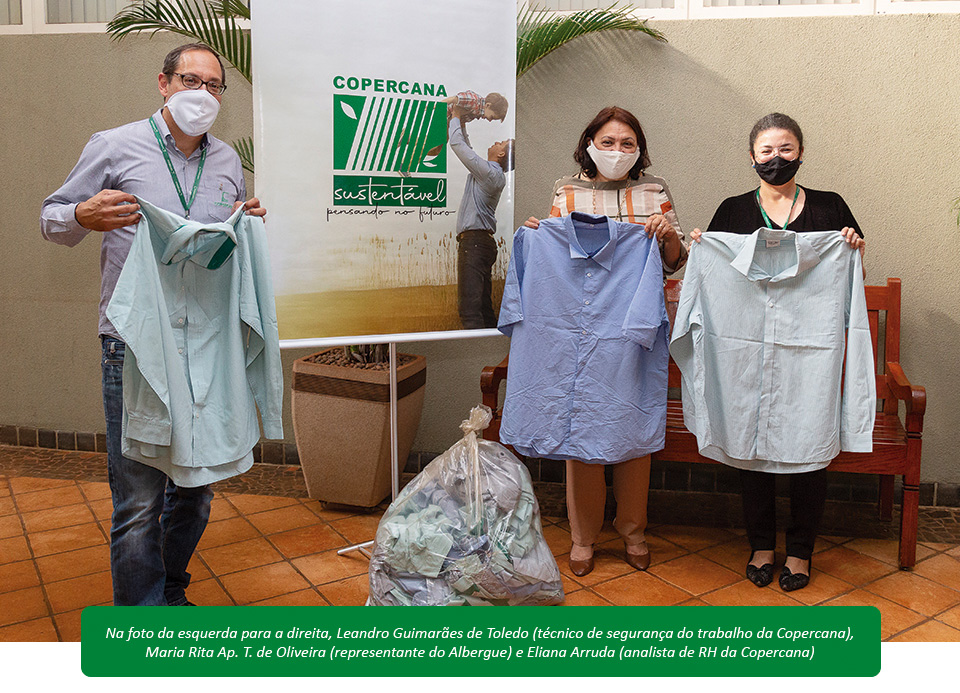 COPERCANA
sustentável
pensando no futuro
Na foto da esquerda para a direita, Leandro Guimarães de Toledo (técnico de segurança do trabalho da Copercana),
Maria Rita Ap. T. de Oliveira (representante do Albergue) e Eliana Arruda (analista de RH da Copercana)